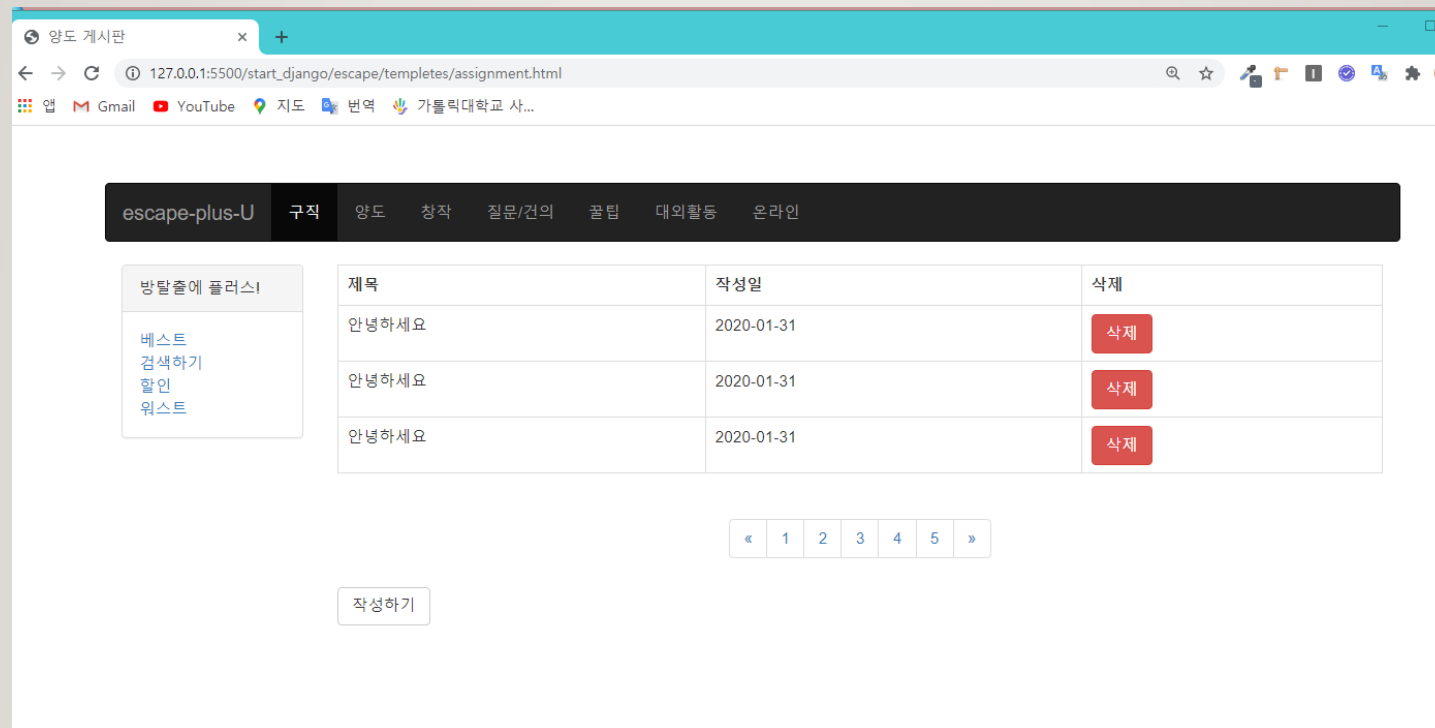 양도 게시판
127.0.0.1:5500/start_django/escape/templetes/assignment.html
앱 Gmail YouTube 지도 번역 가톨릭대학교 사...
escape-plus-U 구직 양도 창작 질문/건의 꿀팁 대외활동 온라인
방탈출에 플러스!
베스트
검색하기
할인
워스트
제목 작성일 삭제
안녕하세요 2020-01-31 삭제
안녕하세요 2020-01-31 삭제
안녕하세요 2020-01-31 삭제
« 1 2 3 4 5 »
작성하기